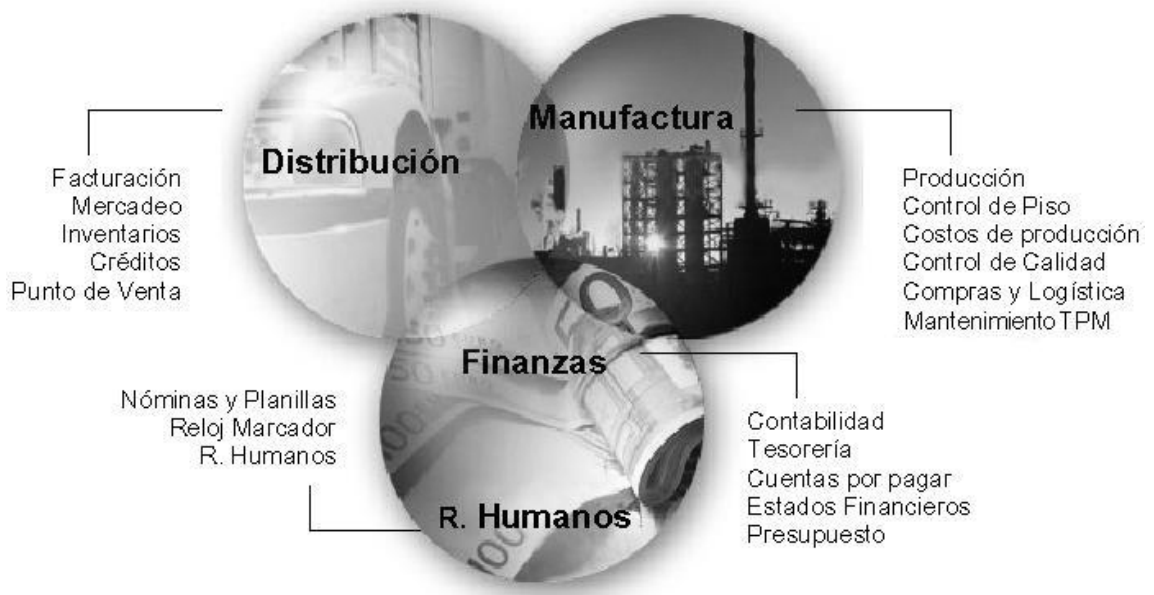 Distribución
Facturación
Mercadeo
Inventarios
Créditos
Punto de Venta
Manufactura
Producción
Control de Piso
Costos de producción
Control de Calidad
Compras y Logística
Mantenimiento TPM
Finanzas
Contabilidad
Tesorería
Cuentas por pagar
Estados Financieros
Presupuesto
Nóminas y Planillas
Reloj Marcador
R. Humanos
R. Humanos